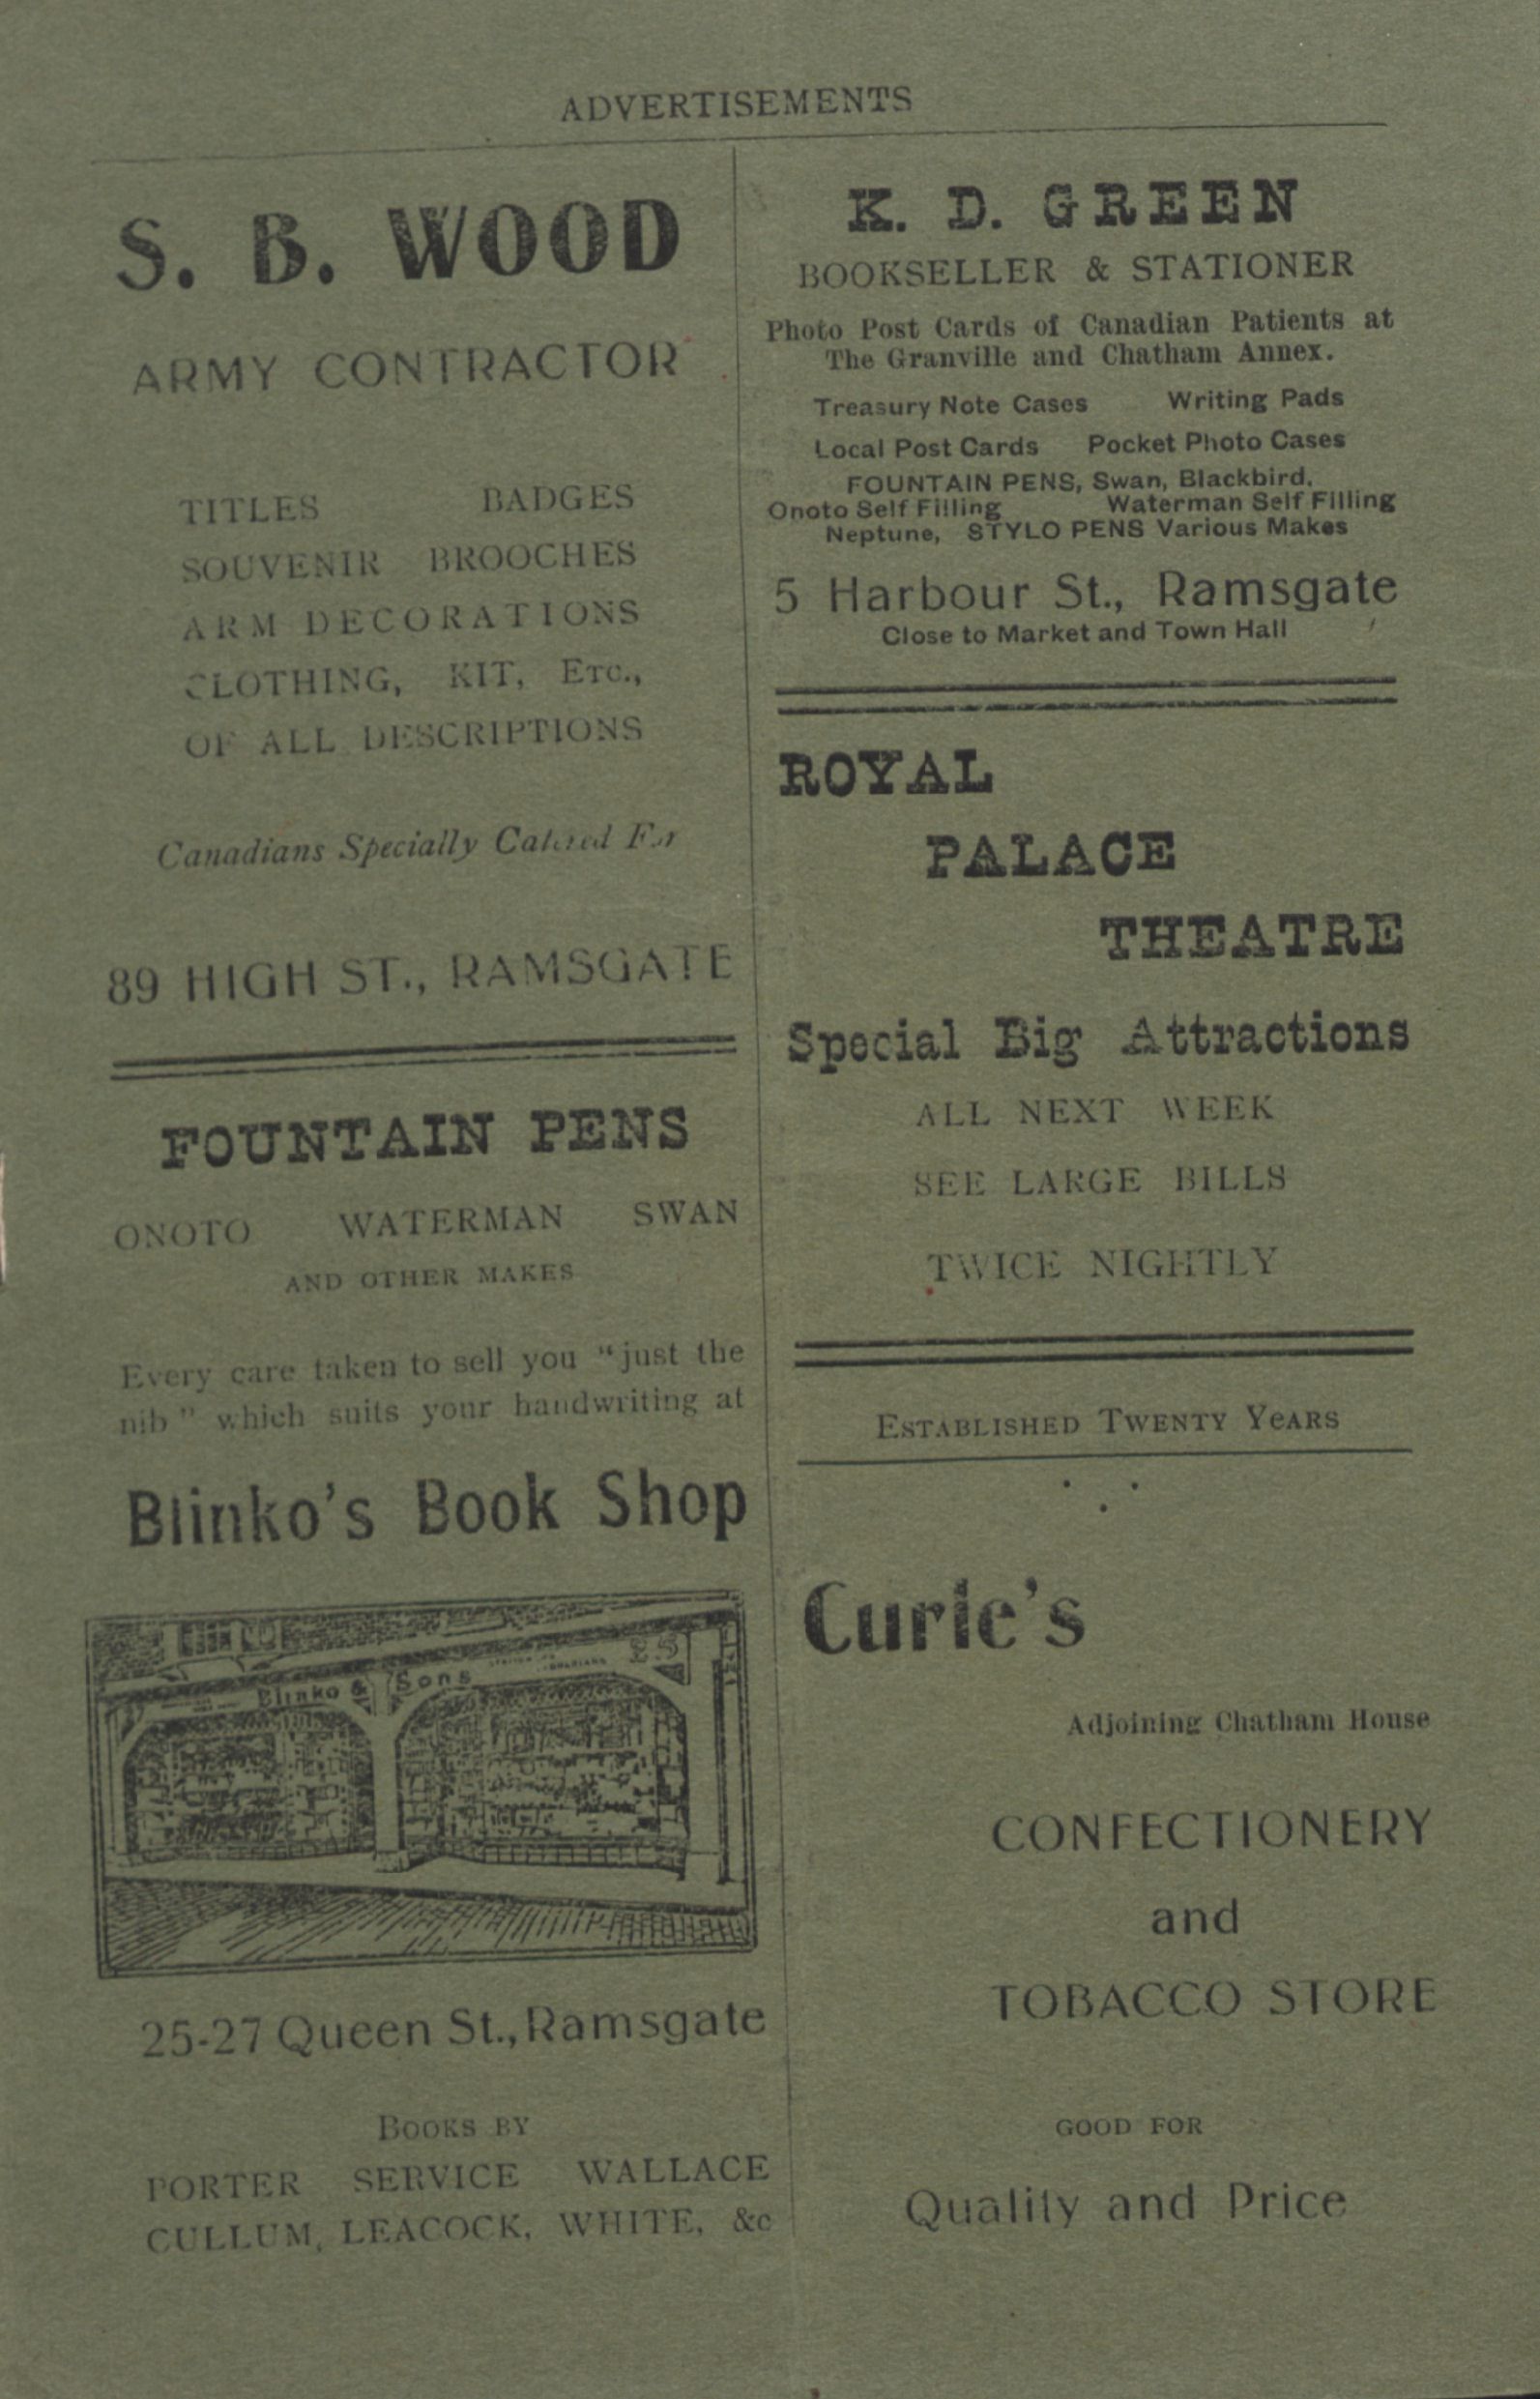 ADVERTISEMENTS
S. B. WOOD
ARMY CONTRACTOR
TITLES BADGES
SOUVENIR BROOCHES
ARM DECORATIONS
CLOTHING, KIT, Etc.,
OF ALL DESCRIPTIONS
Canadians Specially Catered For
89 HIGH ST., RAMSGATE
FOUNTAIN PENS
ONOTO WATERMAN SWAN
AND OTHER MAKES
Every care taken to sell you "just the
nib" which suits your handwriting at
Blinko's Book Shop
Blinko & Sons
25-27 Queen St., Ramsgate
Books by
PORTER SERVICE WALLACE
CULLUM, LEACOCK, WHITE, &c
K. D. GREEN
BOOKSELLER & STATIONER
Photo Post Cards of Canadian Patients at
The Granville and Chatham Annex.
Treasury Note Cases Writing Pads
Local Post Cards Pocket Photo Cases
FOUNTAIN PENS, Swan, Blackbird,
Onoto Self Filling Waterman Self Filling
Neptune, STYLO PENS Various Makes
5 Harbour St., Ramsgate
Close to Market and Town Hall
ROYAL
PALACE
THEATRE
Special Big Attractions
ALL NEXT WEEK
SEE LARGE BILLS
TWICE NIGHTLY
Established Twenty Years
Curie's
Adjoining Chatham House
CONFECTIONERY
and
TOBACCO STORE
GOOD FOR
Quality and Price